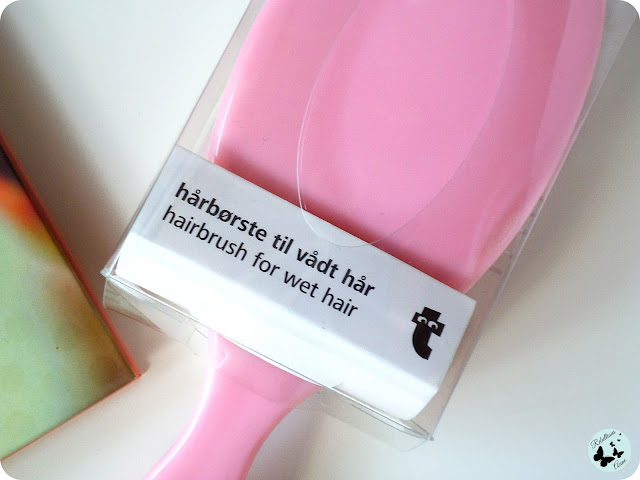 hårbørste til vådt hår
hairbrush for wet hair
t